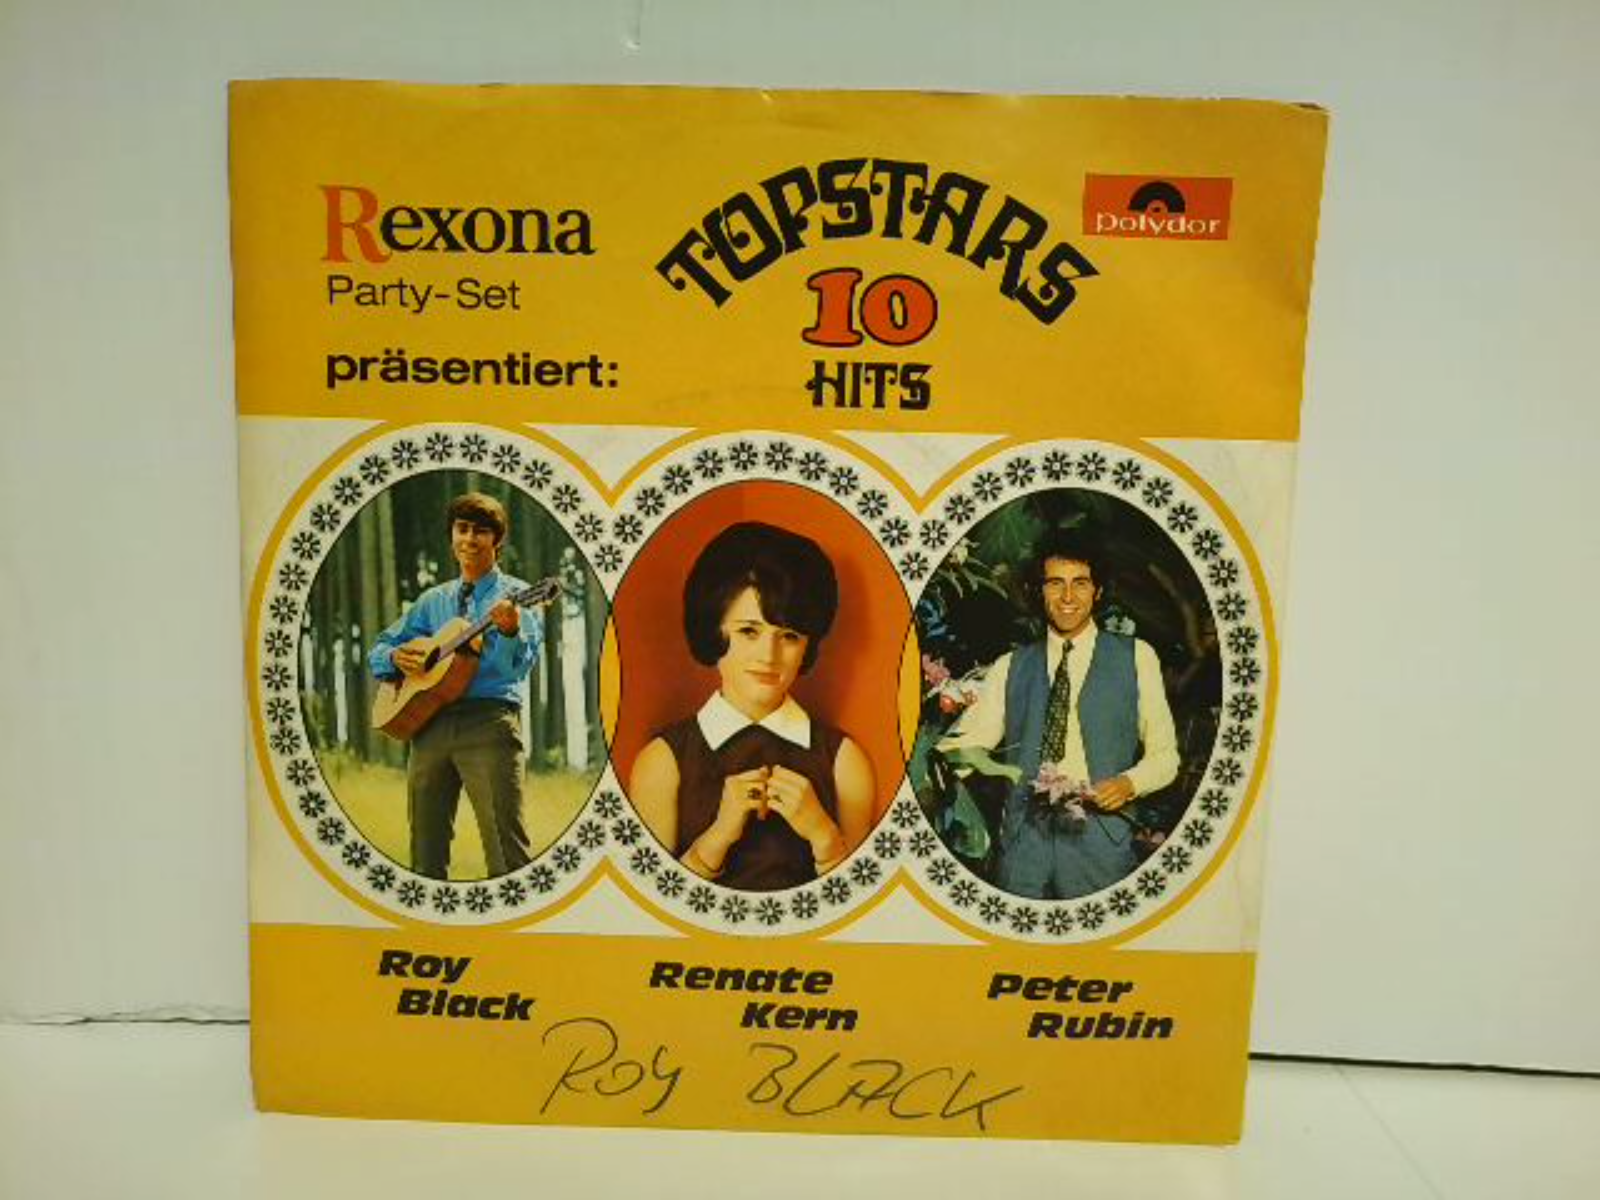 Rexona
Party-Set
präsentiert:
TOPSTARS
10
HITS
polydor
Roy
Black
Renate
Kern
Peter
Rubin
ROY BLACK